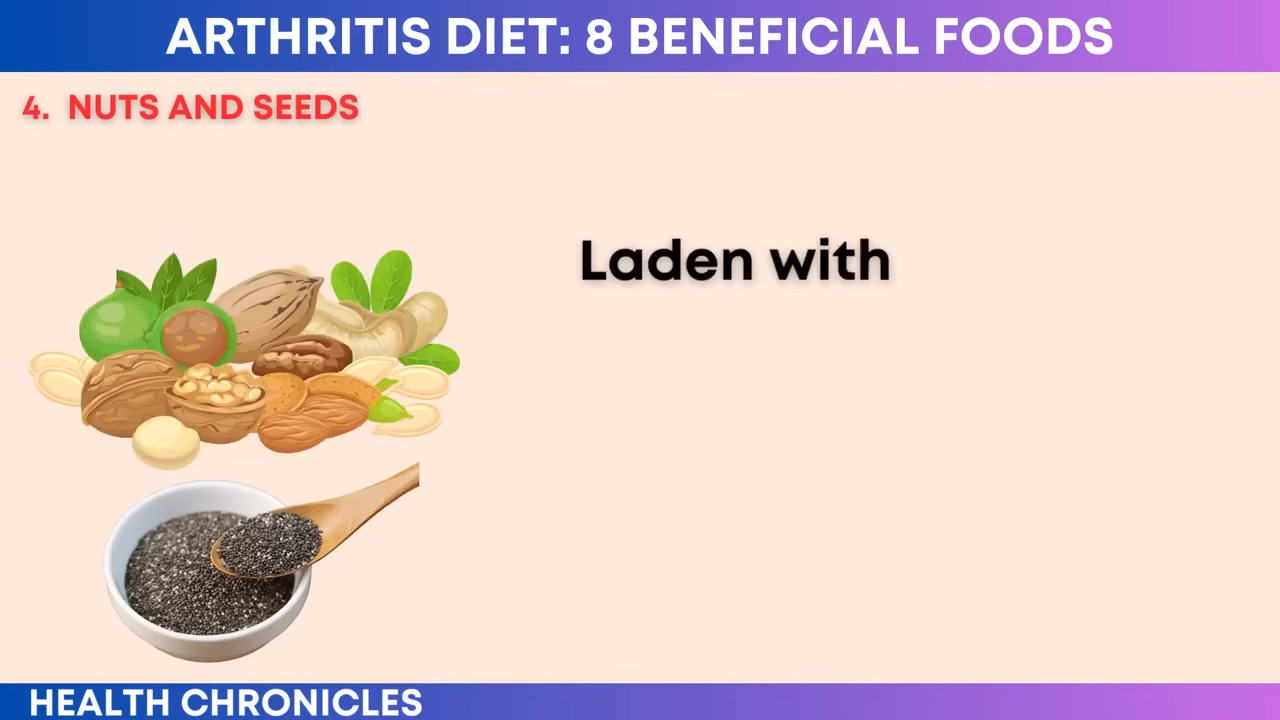 ARTHRITIS DIET: 8 BENEFICIAL FOODS
4. NUTS AND SEEDS
Laden with
HEALTH CHRONICLES